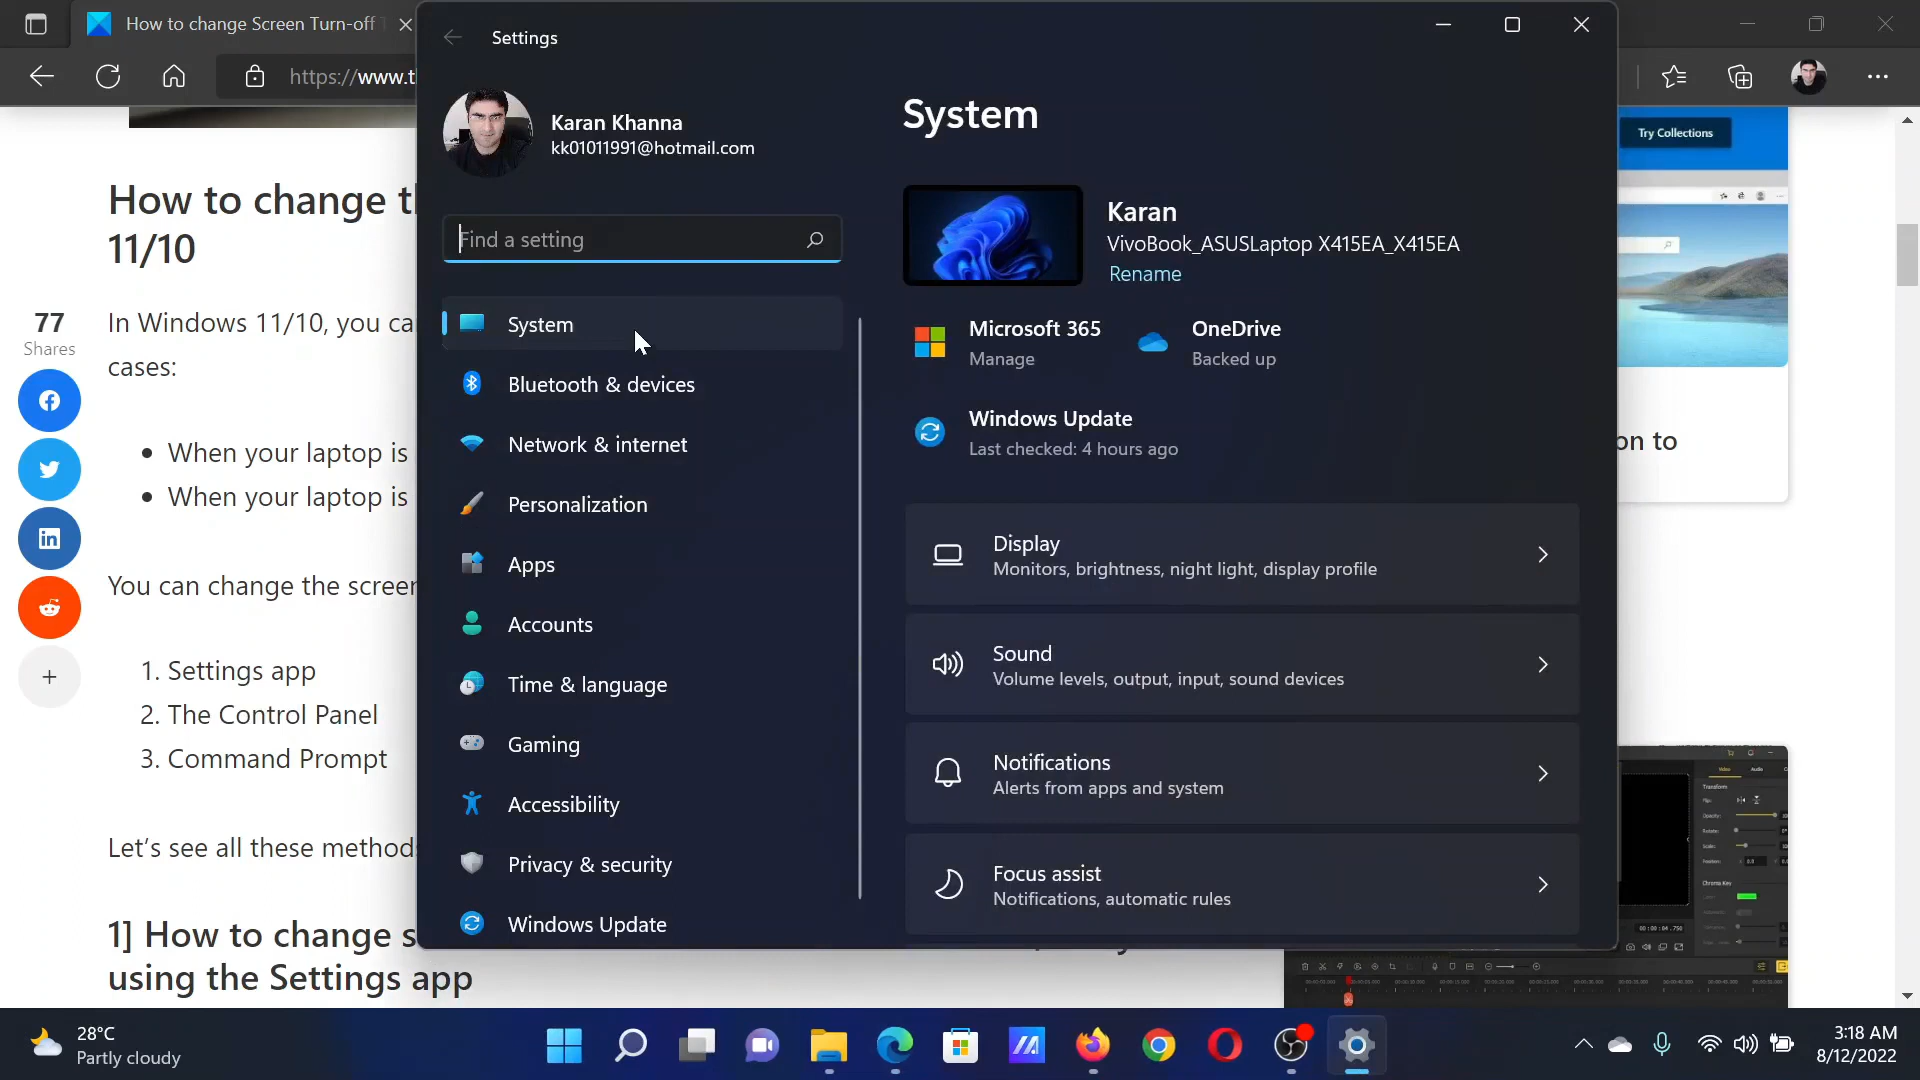 How to change Screen Turn-off
https://www.t
Settings
Karan Khanna
kk01011991@hotmail.com
Find a setting
System
Bluetooth & devices
Network & internet
Personalization
Apps
Accounts
Time & language
Gaming
Accessibility
Privacy & security
Windows Update
System
Karan
VivoBook_ASUSLaptop X415EA_X415EA
Rename
Microsoft 365
Manage
OneDrive
Backed up
Windows Update
Last checked: 4 hours ago
Display
Monitors, brightness, night light, display profile
Sound
Volume levels, output, input, sound devices
Notifications
Alerts from apps and system
Focus assist
Notifications, automatic rules
How to change t
11/10
77
Shares
In Windows 11/10, you ca
cases:
When your laptop is
When your laptop is
You can change the screen
1. Settings app
2. The Control Panel
3. Command Prompt
Let's see all these methods
1] How to change s
using the Settings app
Try Collections
on to
Video
Audio
Transform
28°C
Partly cloudy
3:18 AM
8/12/2022